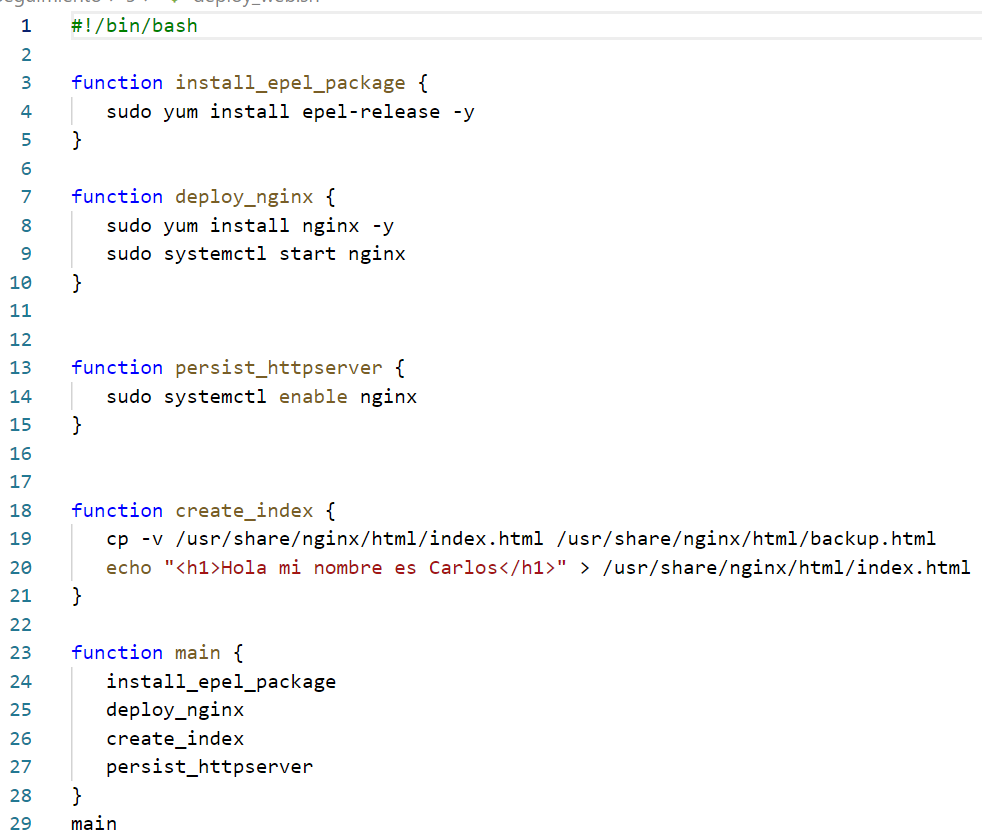 1 #!/bin/bash
2
3 function install_epel_package {
4 sudo yum install epel-release -y
5 }
6
7 function deploy_nginx {
8 sudo yum install nginx -y
9 sudo systemctl start nginx
10 }
11
12
13 function persist_httpserver {
14 sudo systemctl enable nginx
15 }
16
17
18 function create_index {
19 cp -v /usr/share/nginx/html/index.html /usr/share/nginx/html/backup.html
20 echo "<h1>Hola mi nombre es Carlos</h1>" > /usr/share/nginx/html/index.html
21 }
22
23 function main {
24 install_epel_package
25 deploy_nginx
26 create_index
27 persist_httpserver
28 }
29 main